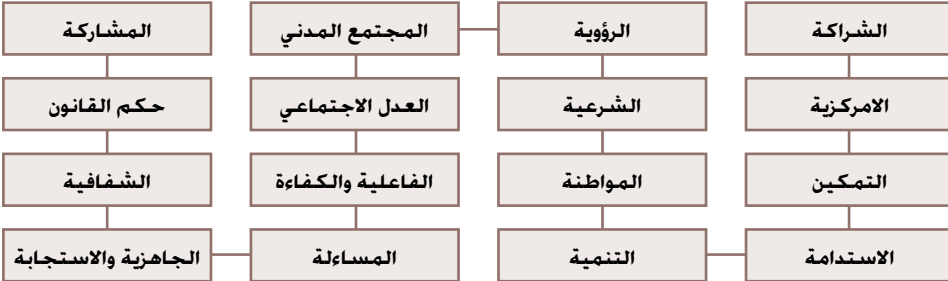 الشراكة
الرؤوية
المجتمع المدني
المشاركة
الامركزية
الشرعية
العدل الاجتماعي
حكم القانون
التمكين
المواطنة
الفاعلية والكفاءة
الشفافية
الاستدامة
التنمية
المساءلة
الجاهزية والاستجابة